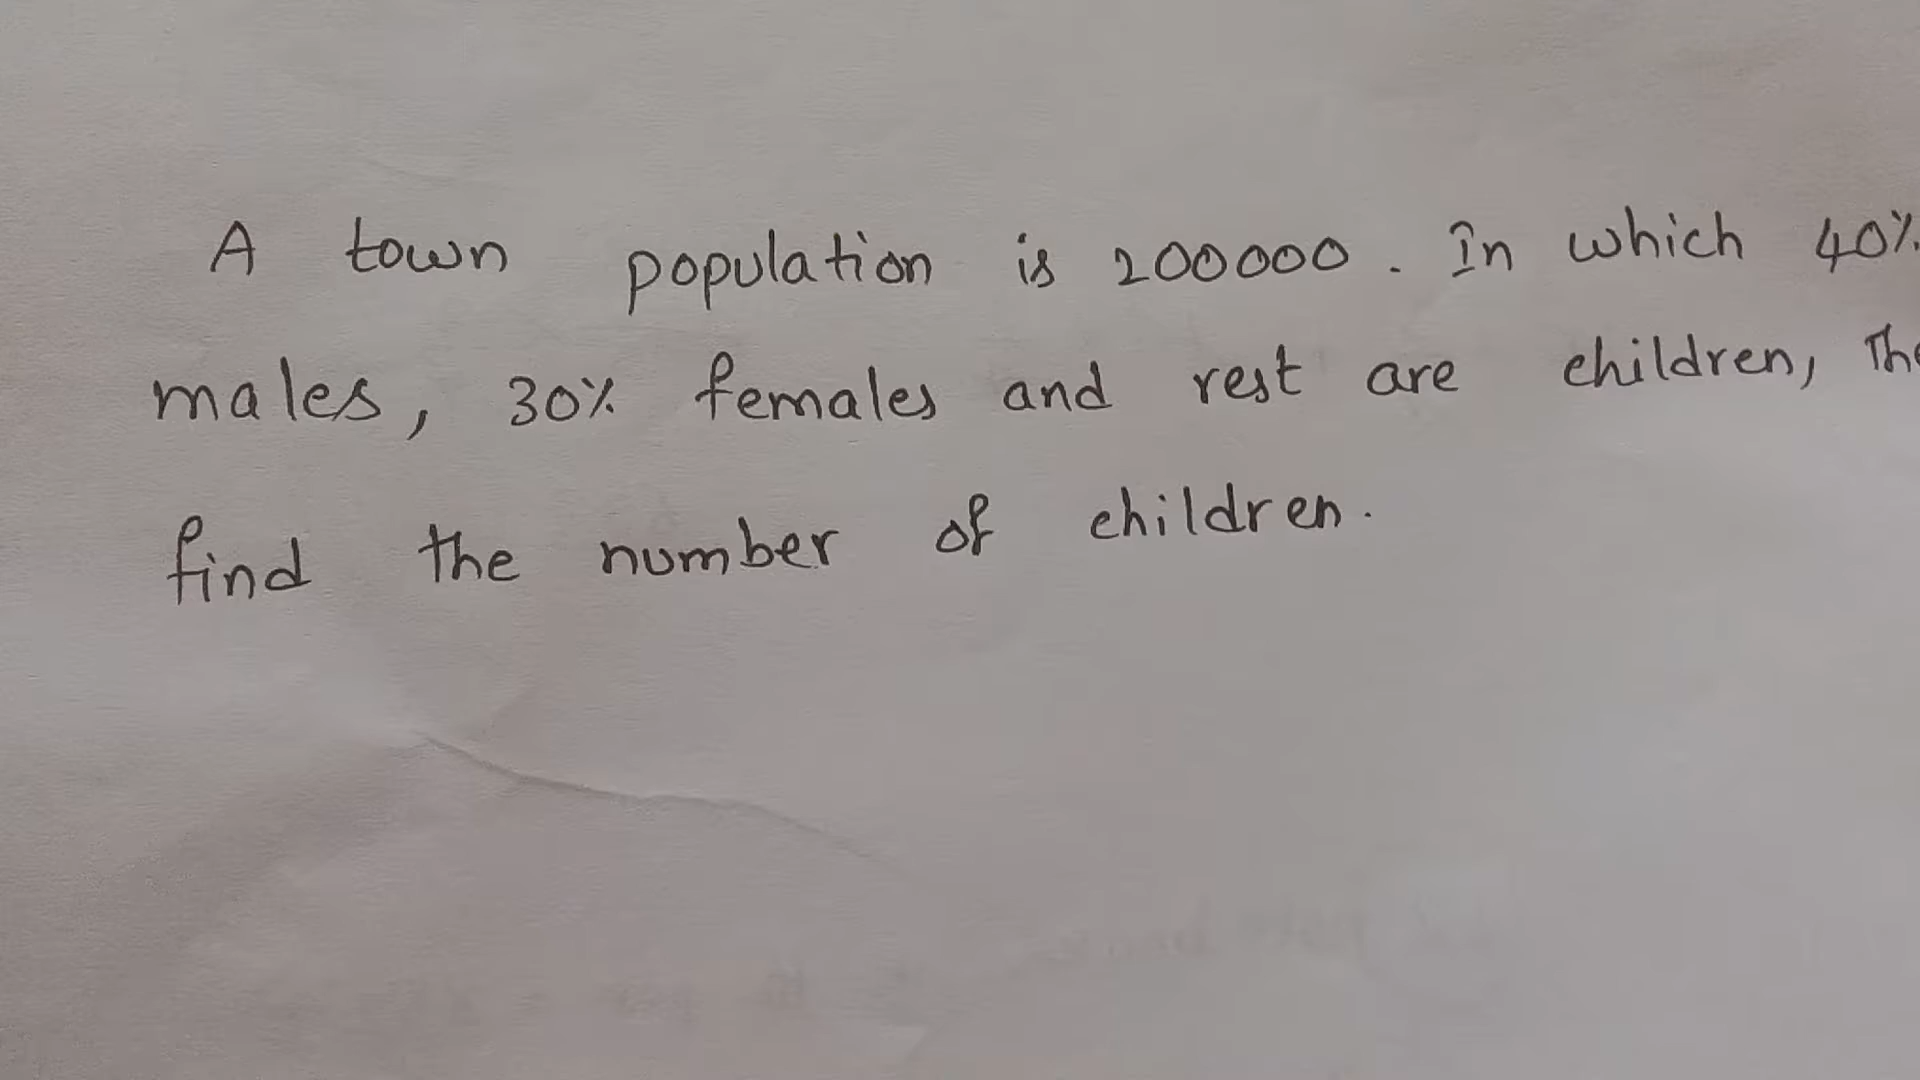 A town population is 200000. In which 40%
males, 30% females and rest are children, The
find the number of children.